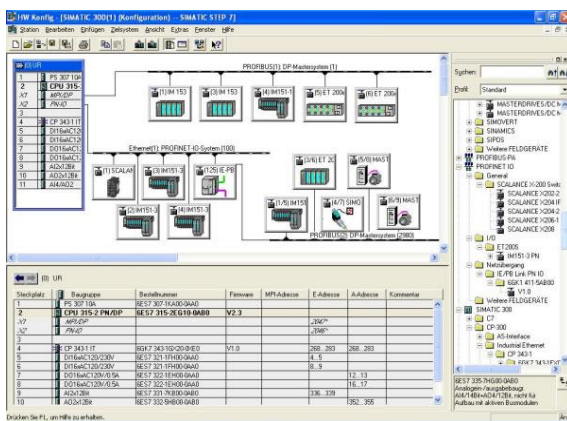 HW Konfig - [SIMATIC 300(1) (Konfiguration) -- SIMATIC STEP 7]
Station Bearbeiten Einfügen Zielsystem Ansicht Extras Fenster Hilfe
(0) UR
1 PS 307 10A
2 CPU 315-
X1 MPI/DP
X2 PN-IO
3
4 CP 343-1 IT
5 DI16xAC12
6 DI16xAC12
7 DO16xAC12
8 DO16xAC12
9 AI2x12Bit
10 AO2x12Bit
11 AI4/AO2
PROFIBUS(1): DP-Mastersystem (1)
(1) IM 153
(3) IM 153
(4) IM151-1
(5) ET 200
(6) ET 200
Ethernet(1): PROFINET-IO-System (100)
(1) SCALAN
(3) IM151-3
(125) IE-PB
(2) IM151-3
(4) IM151-3
(3/6) ET 2C
(5/8) MAST
(1/5) IM151
(4/7) SIMO
(6/9) MAST
PROFIBUS(2): DP-Mastersystem (2980)
Suchen:
Profil: Standard
MASTERDRIVES/DC M
MASTERDRIVES/DC M
SIMOVERT
SINAMICS
SIPOS
Weitere FELDGERÄTE
PROFIBUS-PA
PROFINET IO
General
SCALANCE X-200 Switc
SCALANCE X202-2
SCALANCE X204 IF
SCALANCE X204-2
SCALANCE X206-1
SCALANCE X208
I/O
ET 200S
IM151-3 PN
Netzübergang
IE/PB Link PN IO
6GK1 411-5AB00
V1.0
Weitere FELDGERÄTE
SIMATIC 300
C7
CP-300
AS-Interface
Industrial Ethernet
CP 343-1
6ES7 335-7HG00-0AB0
Analogein-/ausgabebaugr.
AI4/14Bit+AO4/12Bit, nicht für
Aufbau mit aktiven Busmodulen
(0) UR
Steckplatz Baugruppe Bestellnummer Firmware MPI-Adresse E-Adresse A-Adresse Kommentar
1 PS 307 10A 6ES7 307-1KA00-0AA0
2 CPU 315-2 PN/DP 6ES7 315-2EG10-0AB0 V2.3
X1 MPI/DP 2047*
X2 PN-IO 2046*
3
4 CP 343-1 IT 6GK7 343-1GX20-0XE0 V1.0 268...283 268...283
5 DI16xAC120/230V 6ES7 321-1FH00-0AA0 4...5
6 DI16xAC120/230V 6ES7 321-1FH00-0AA0 8...9
7 DO16xAC120V/0.5A 6ES7 322-1EH00-0AA0 12...13
8 DO16xAC120V/0.5A 6ES7 322-1EH00-0AA0 16...17
9 AI2x12Bit 6ES7 331-7KB00-0AB0 336...339
10 AO2x12Bit 6ES7 332-5HB00-0AB0 352...355
Drücken Sie F1, um Hilfe zu erhalten.